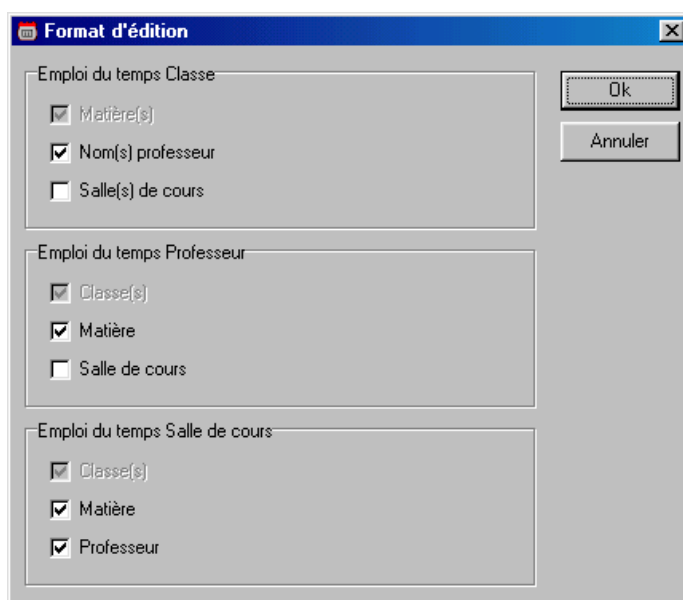 Format d'édition
Emploi du temps Classe
Matière(s)
Nom(s) professeur
Salle(s) de cours
Ok
Annuler
Emploi du temps Professeur
Classe(s)
Matière
Salle de cours
Emploi du temps Salle de cours
Classe(s)
Matière
Professeur